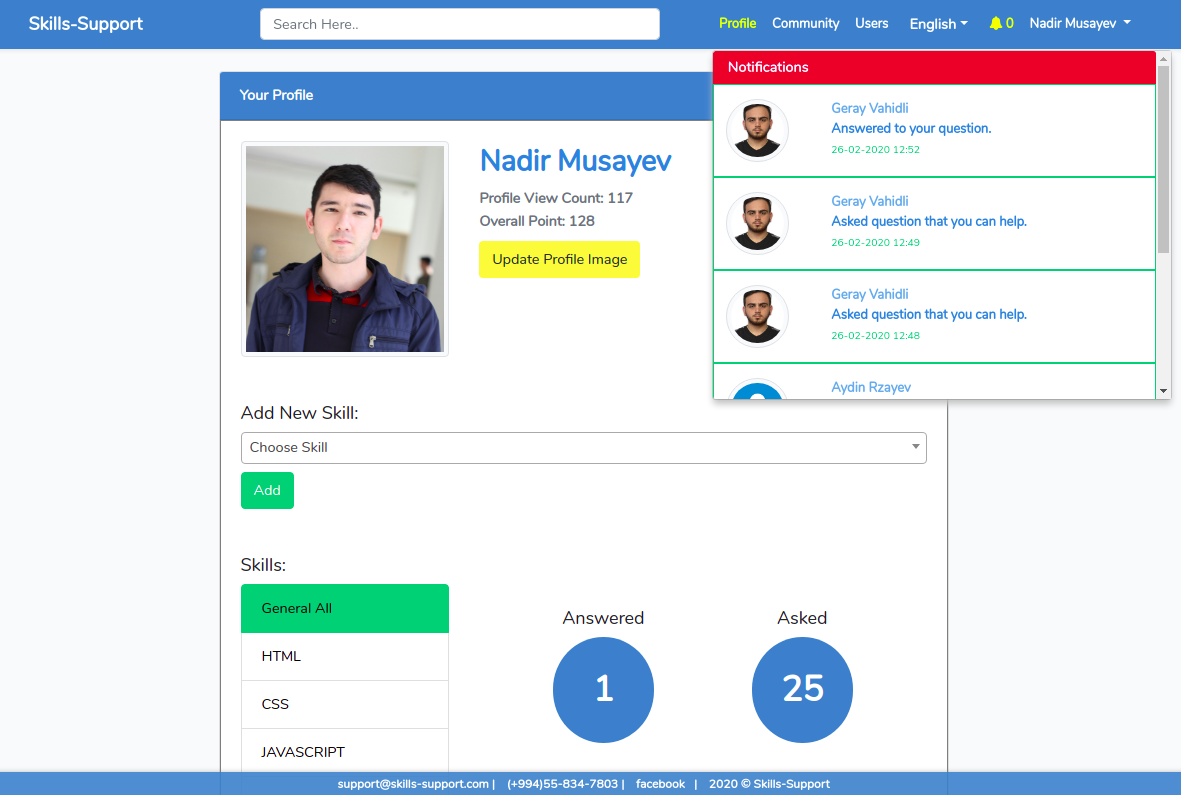 Skills-Support
Search Here..
Profile Community Users English 0 Nadir Musayev
Notifications
Geray Vahidli
Answered to your question.
26-02-2020 12:52
Geray Vahidli
Asked question that you can help.
26-02-2020 12:49
Geray Vahidli
Asked question that you can help.
26-02-2020 12:48
Aydin Rzayev
Your Profile
Nadir Musayev
Profile View Count: 117
Overall Point: 128
Update Profile Image
Add New Skill:
Choose Skill
Add
Skills:
General All
HTML
CSS
JAVASCRIPT
Answered
1
Asked
25
support@skills-support.com | (+994)55-834-7803 | facebook | 2020 © Skills-Support